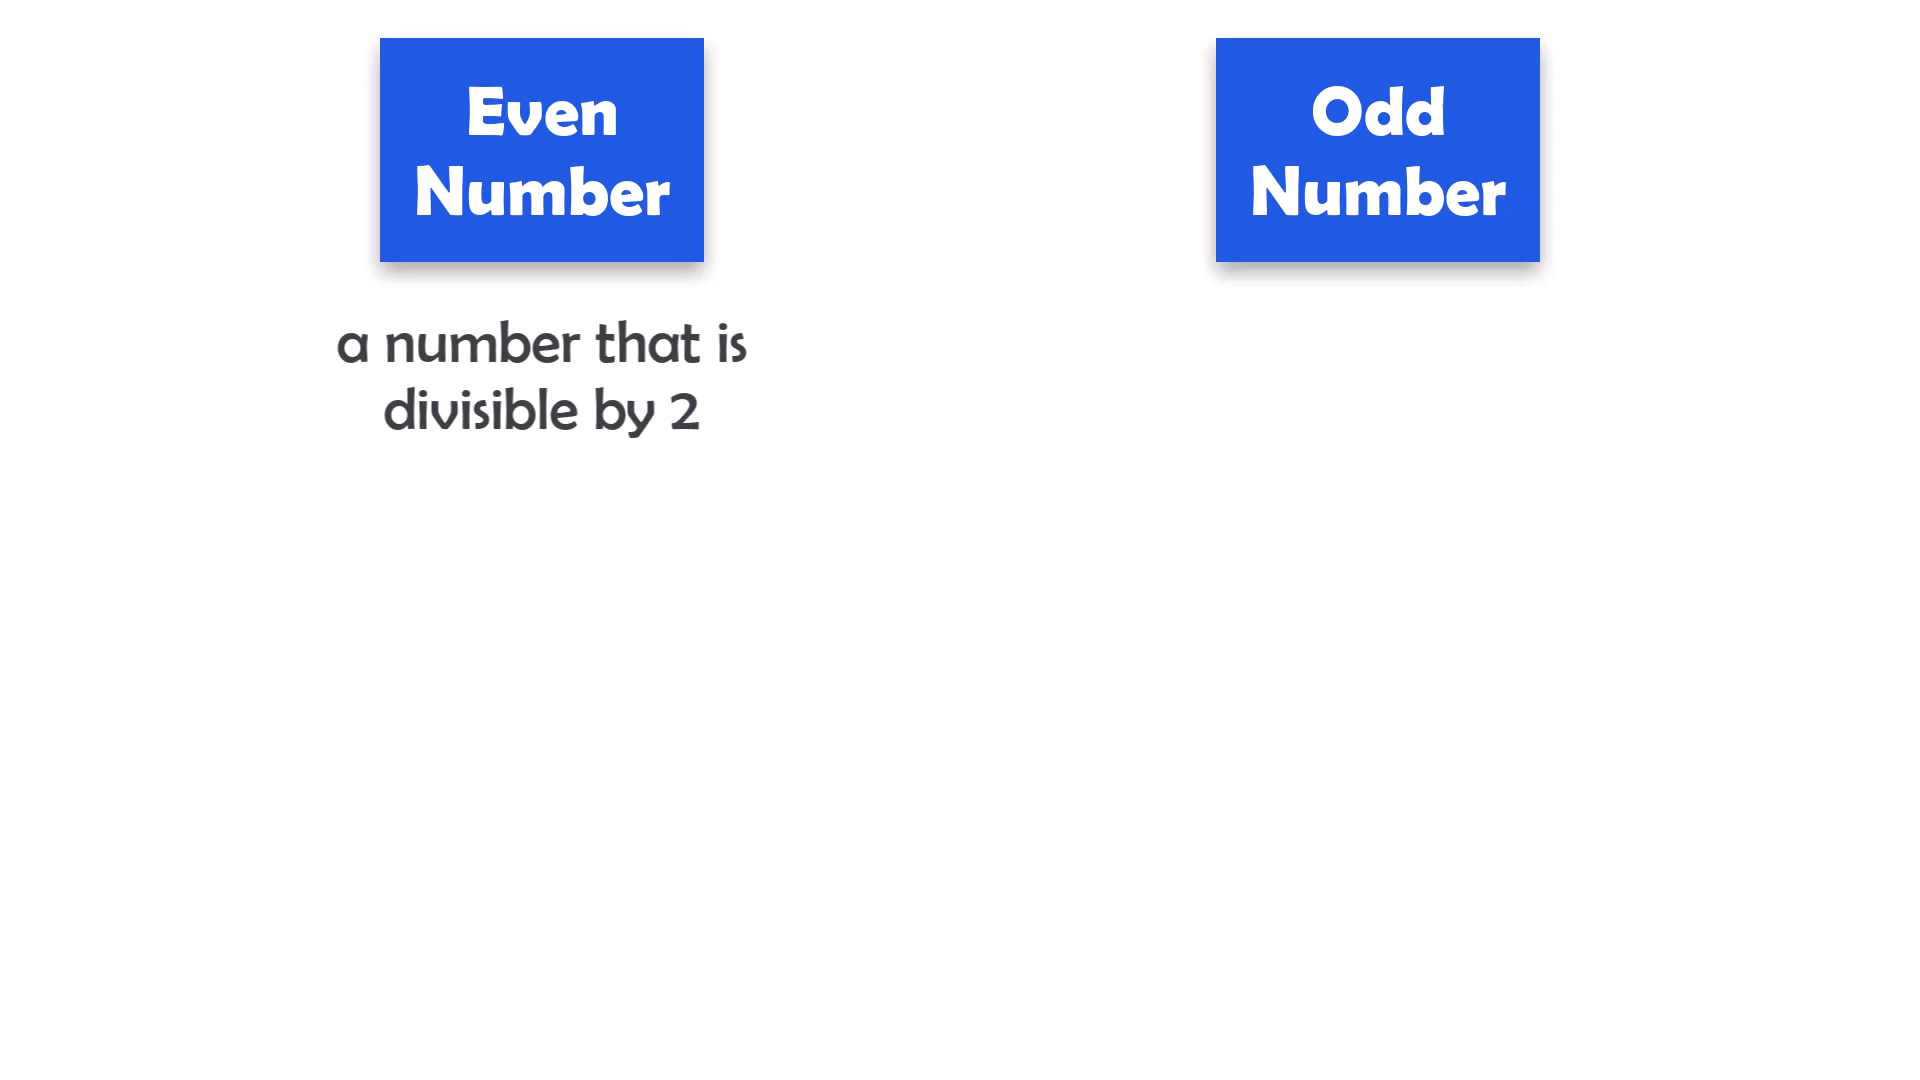 Even
Number
a number that is
divisible by 2
Odd
Number